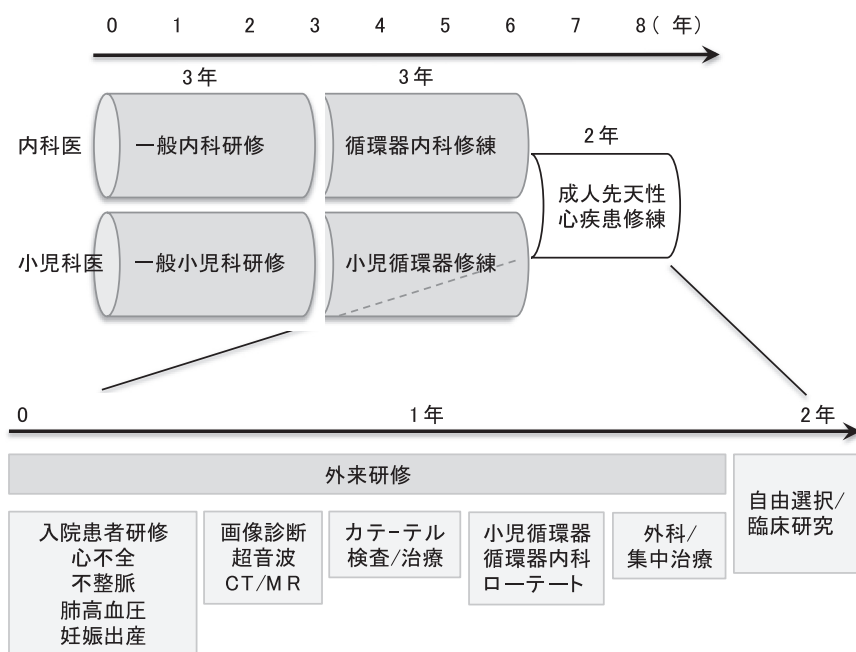 0 1 2 3 4 5 6 7 8( 年)
3年 3年
内科医 一般内科研修 循環器内科修練
2年
成人先天性
心疾患修練
小児科医 一般小児科研修 小児循環器修練
0 1年 2年
外来研修
入院患者研修
心不全
不整脈
肺高血圧
妊娠出産
画像診断
超音波
CT/MR
カテーテル
検査/治療
小児循環器
循環器内科
ローテート
外科/
集中治療
自由選択/
臨床研究